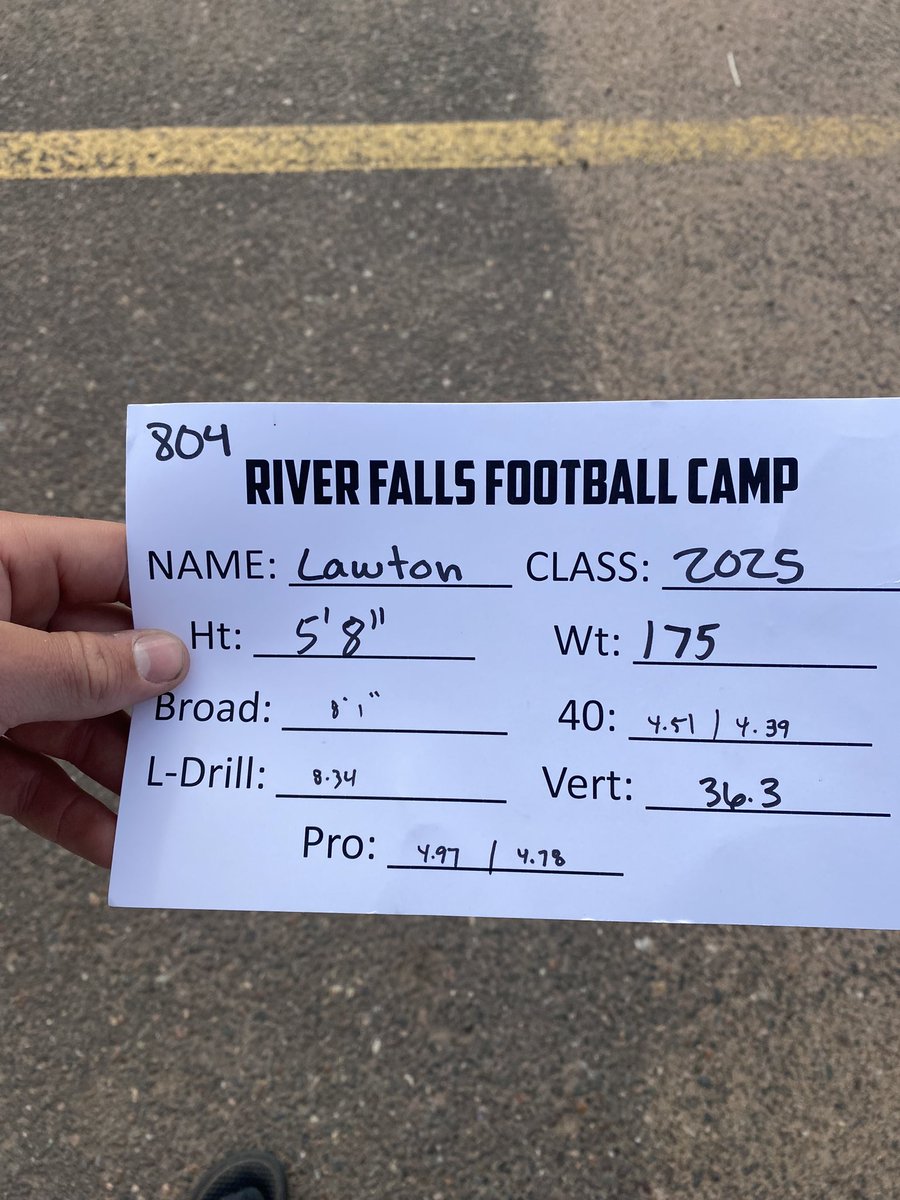 804
RIVER FALLS FOOTBALL CAMP
NAME: Lawton CLASS: 2025
Ht: 5'8" Wt: 175
Broad: 8'1" 40: 4.51 | 4.39
L-Drill: 8.34 Vert: 36.3
Pro: 4.97 | 4.78